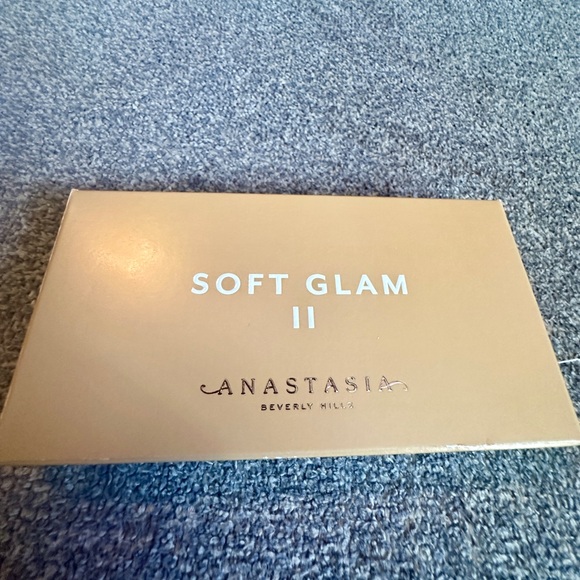 SOFT GLAM
II
ANASTASIA
BEVERLY HILLS